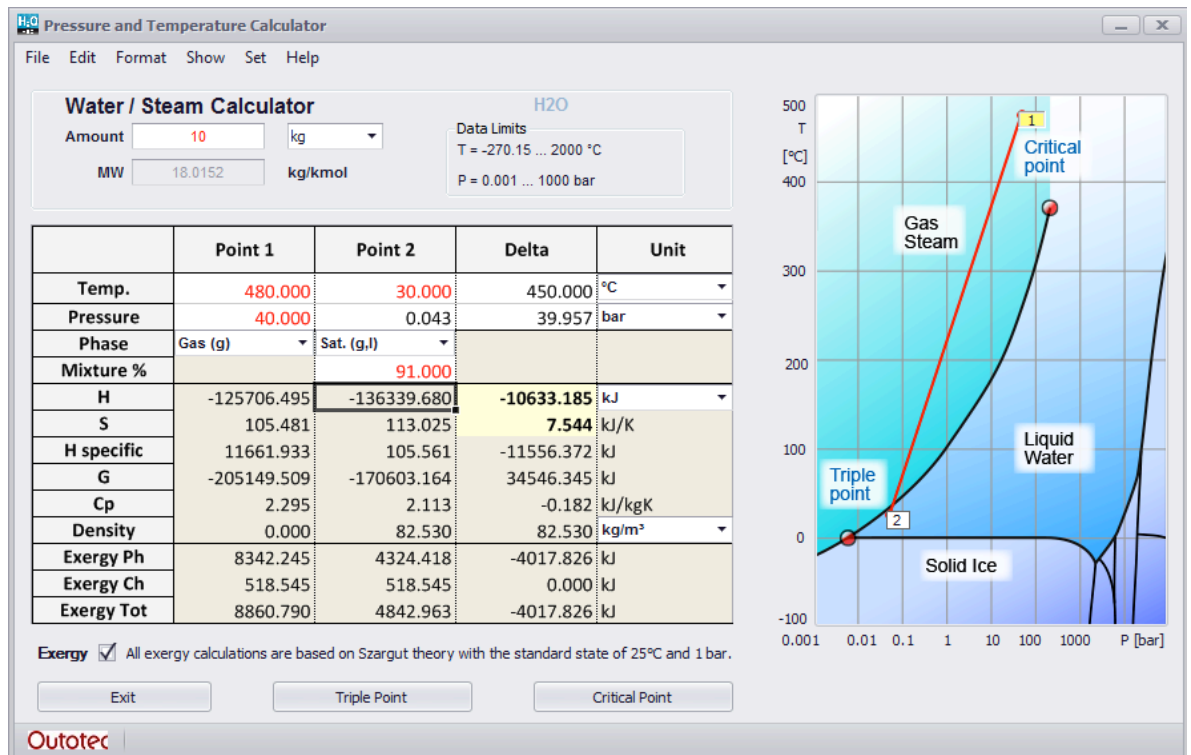 H2O Pressure and Temperature Calculator
File Edit Format Show Set Help
Water / Steam Calculator
H2O
Amount 10 kg
MW 18.0152 kg/kmol
Data Limits
T = -270.15 ... 2000 °C
P = 0.001 ... 1000 bar
Point 1 Point 2 Delta Unit
Temp. 480.000 30.000 450.000 °C
Pressure 40.000 0.043 39.957 bar
Phase Gas (g) Sat. (g,l)
Mixture % 91.000
H -125706.495 -136339.680 -10633.185 kJ
S 105.481 113.025 7.544 kJ/K
H specific 11661.933 105.561 -11556.372 kJ
G -205149.509 -170603.164 34546.345 kJ
Cp 2.295 2.113 -0.182 kJ/kgK
Density 0.000 82.530 82.530 kg/m³
Exergy Ph 8342.245 4324.418 -4017.826 kJ
Exergy Ch 518.545 518.545 0.000 kJ
Exergy Tot 8860.790 4842.963 -4017.826 kJ
Exergy All exergy calculations are based on Szargut theory with the standard state of 25°C and 1 bar.
Exit Triple Point Critical Point
Outotec
500
T
[°C]
400
300
200
100
0
-100
1
Critical
point
Gas
Steam
Liquid
Water
Triple
point
2
Solid Ice
0.001 0.01 0.1 1 10 100 1000 P [bar]